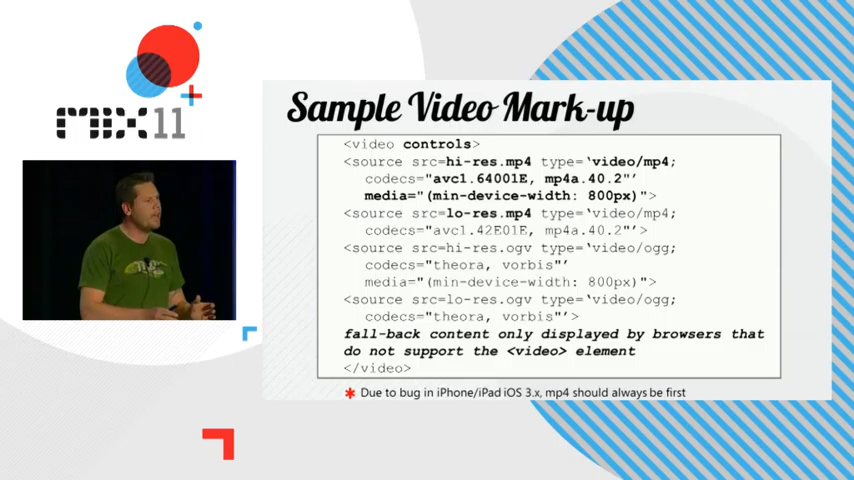 mix11
Sample Video Mark-up
<video controls>
<source src=hi-res.mp4 type=‘video/mp4;
codecs="avc1.64001E, mp4a.40.2"’
media="(min-device-width: 800px)">
<source src=lo-res.mp4 type=‘video/mp4;
codecs="avc1.42E01E, mp4a.40.2"’>
<source src=hi-res.ogv type=‘video/ogg;
codecs="theora, vorbis"’
media="(min-device-width: 800px)">
<source src=lo-res.ogv type=‘video/ogg;
codecs="theora, vorbis"’>
fall-back content only displayed by browsers that
do not support the <video> element
</video>
* Due to bug in iPhone/iPad iOS 3.x, mp4 should always be first